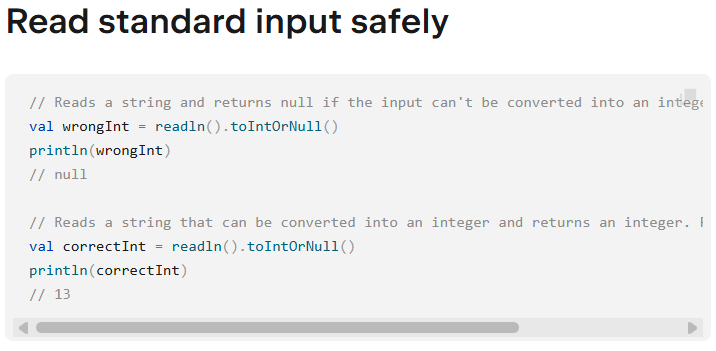 Read standard input safely
// Reads a string and returns null if the input can't be converted into an
val wrongInt = readln().toIntOrNull()
println(wrongInt)
// null
// Reads a string that can be converted into an integer and returns an integer.
val correctInt = readln().toIntOrNull()
println(correctInt)
// 13